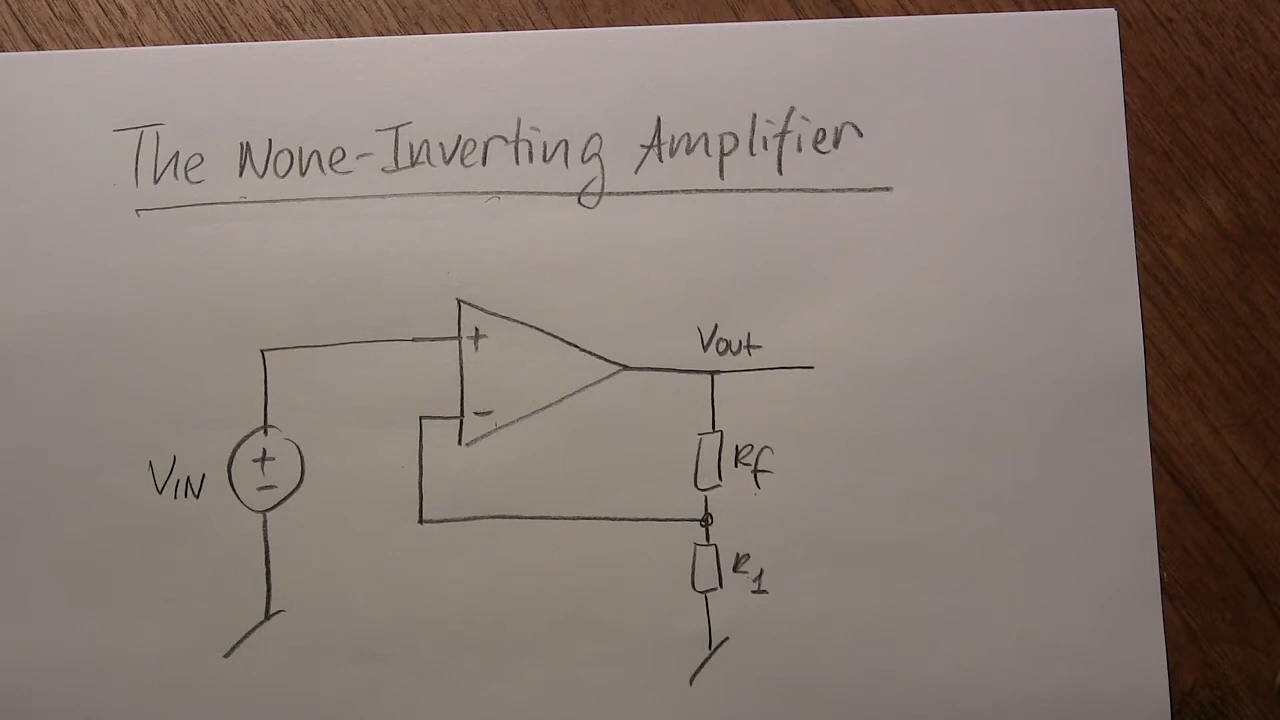 The None-Inverting Amplifier
+
Vout
-
VIN
+
-
Rf
R1